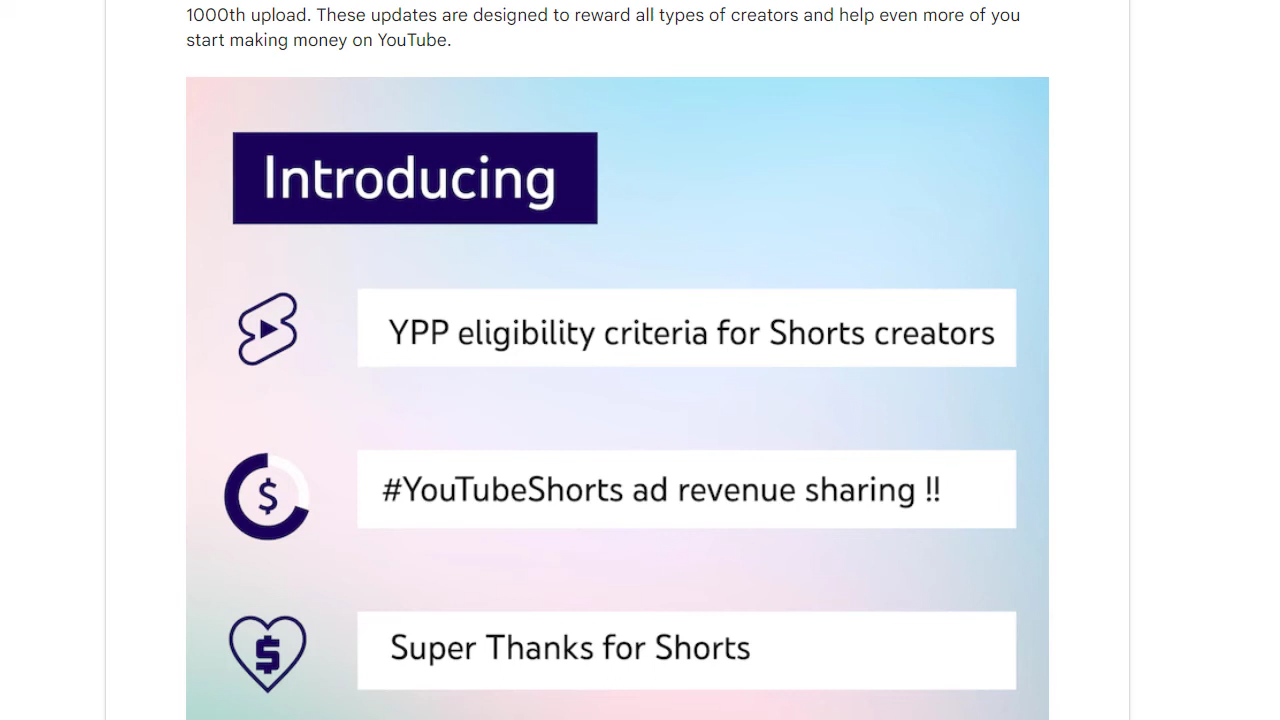 1000th upload. These updates are designed to reward all types of creators and help even more of you
start making money on YouTube.
Introducing
YPP eligibility criteria for Shorts creators
$
#YouTubeShorts ad revenue sharing !!
$
Super Thanks for Shorts